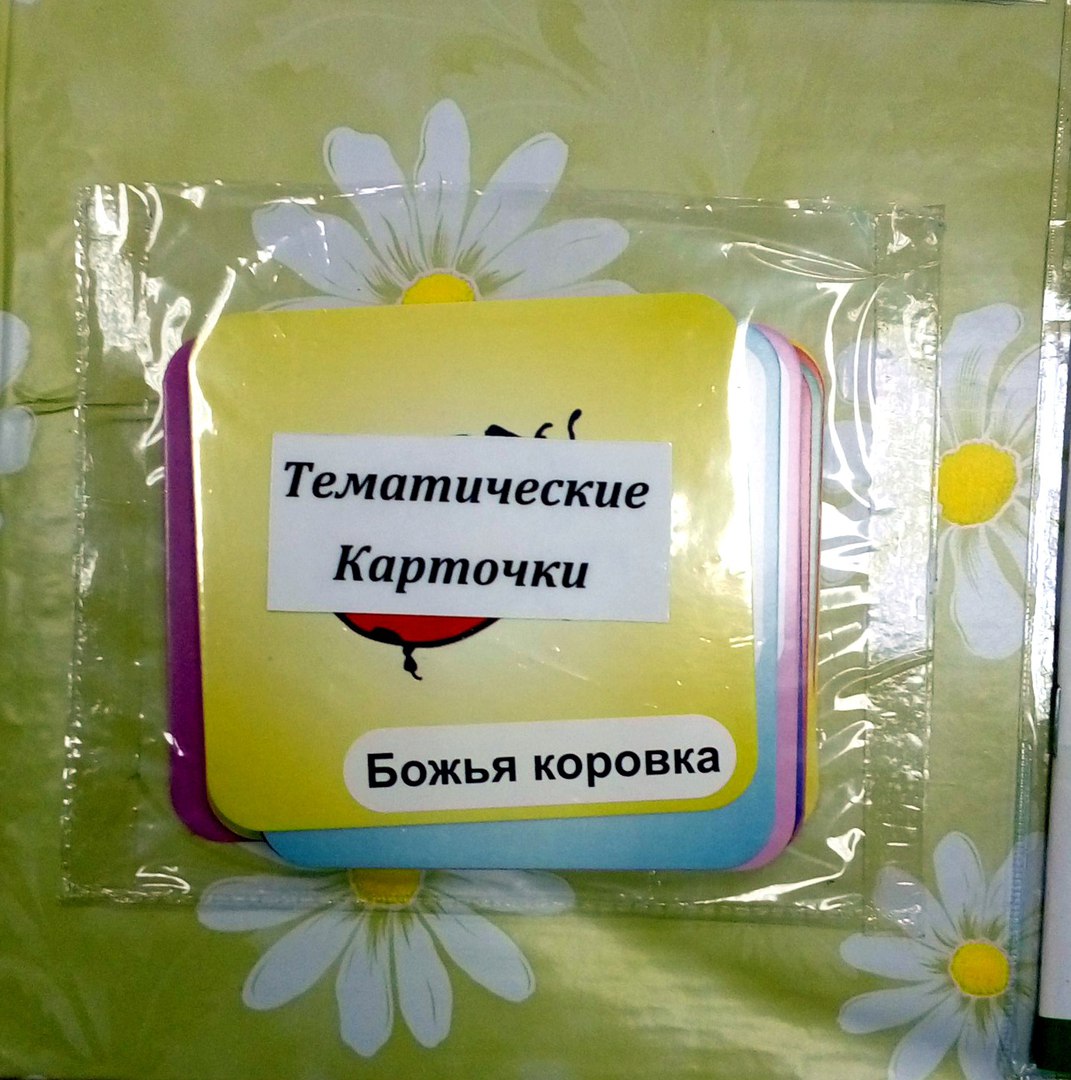 Тематические
Карточки
Божья коровка